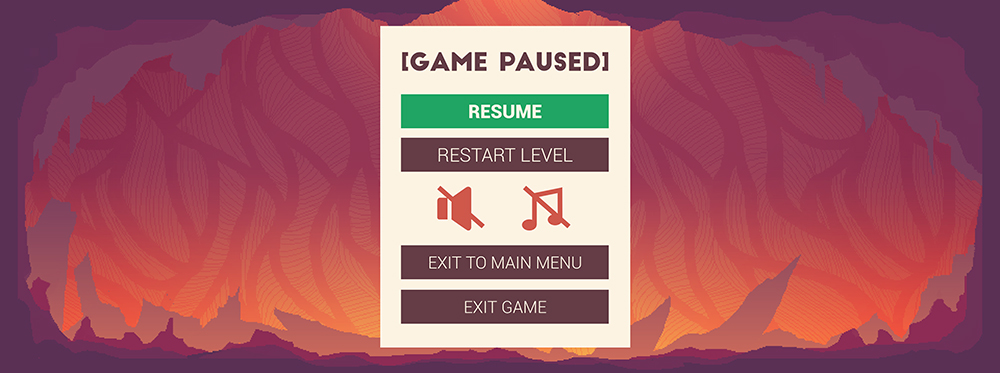 [GAME PAUSED]
RESUME
RESTART LEVEL
EXIT TO MAIN MENU
EXIT GAME